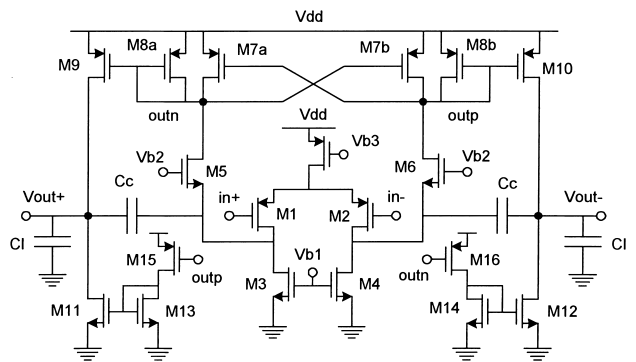 Vdd
M9 M8a M7a M7b M8b M10
outn outp
Vdd
Vb3
Vb2 M5 M6 Vb2
Vout+ Cc in+ M1 M2 in- Cc Vout-
Cl M15 outp M3 Vb1 M4 outn M16 Cl
M11 M13 M14 M12